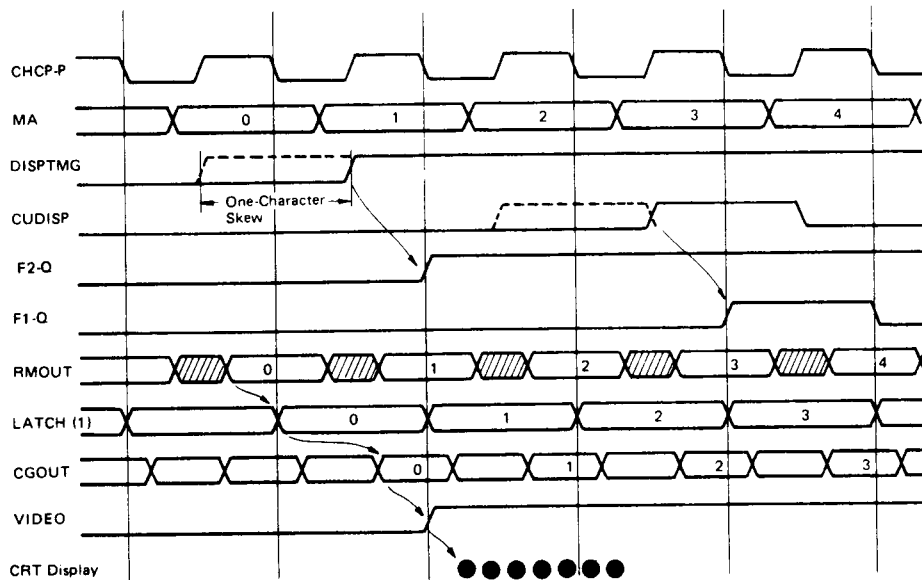 CHCP-P
MA 0 1 2 3 4
DISPTMG
One-Character
Skew
CUDISP
F2-Q
F1-Q
RMOUT 0 1 2 3 4
LATCH (1) 0 1 2 3
CGOUT 0 1 2 3
VIDEO
CRT Display